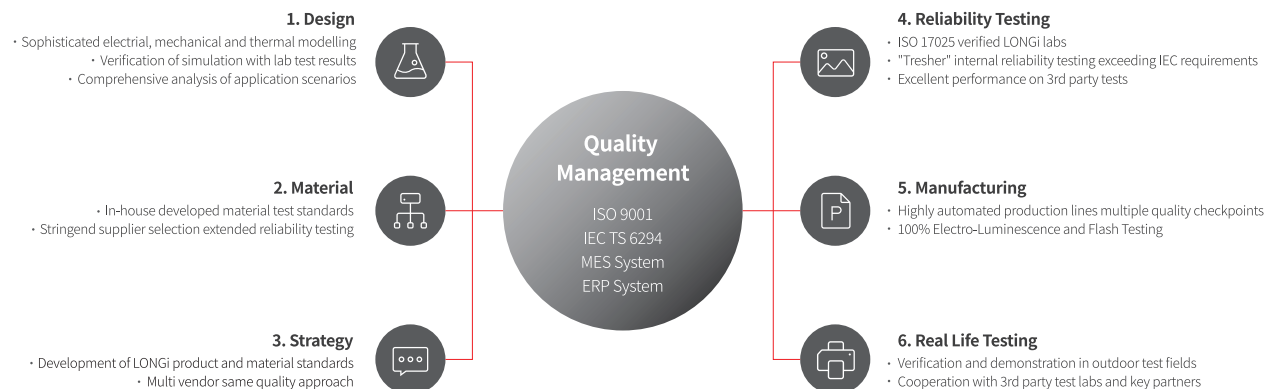 1. Design
· Sophisticated electrial, mechanical and thermal modelling
· Verification of simulation with lab test results
· Comprehensive analysis of application scenarios
2. Material
· In-house developed material test standards
· Stringend supplier selection extended reliability testing
3. Strategy
· Development of LONGi product and material standards
· Multi vendor same quality approach
Quality
Management
ISO 9001
IEC TS 6294
MES System
ERP System
4. Reliability Testing
· ISO 17025 verified LONGi labs
· "Tresher" internal reliability testing exceeding IEC requirements
· Excellent performance on 3rd party tests
5. Manufacturing
P
· Highly automated production lines multiple quality checkpoints
· 100% Electro-Luminescence and Flash Testing
6. Real Life Testing
· Verification and demonstration in outdoor test fields
· Cooperation with 3rd party test labs and key partners